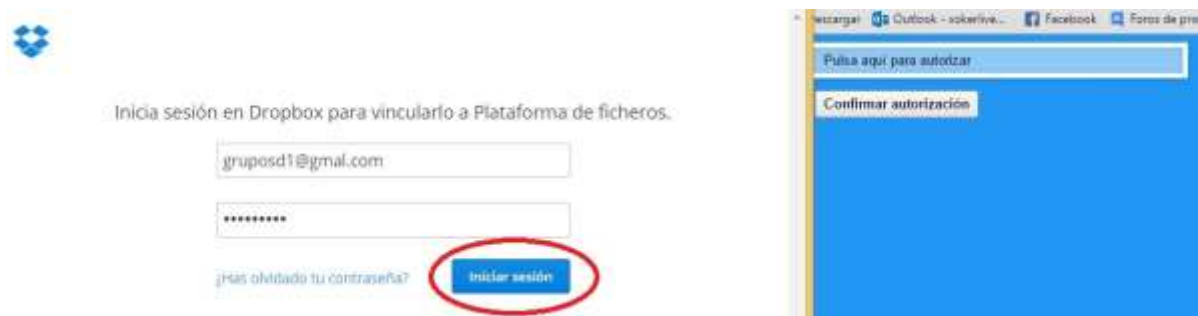 Inicia sesión en Dropbox para vincularlo a Plataforma de ficheros.
gruposd1@gmal.com
•••••••••
¿Has olvidado tu contraseña?
Iniciar sesión
Descargar Outlook - sokerlive... Facebook Foros de pro
Pulsa aquí para autorizar
Confirmar autorización